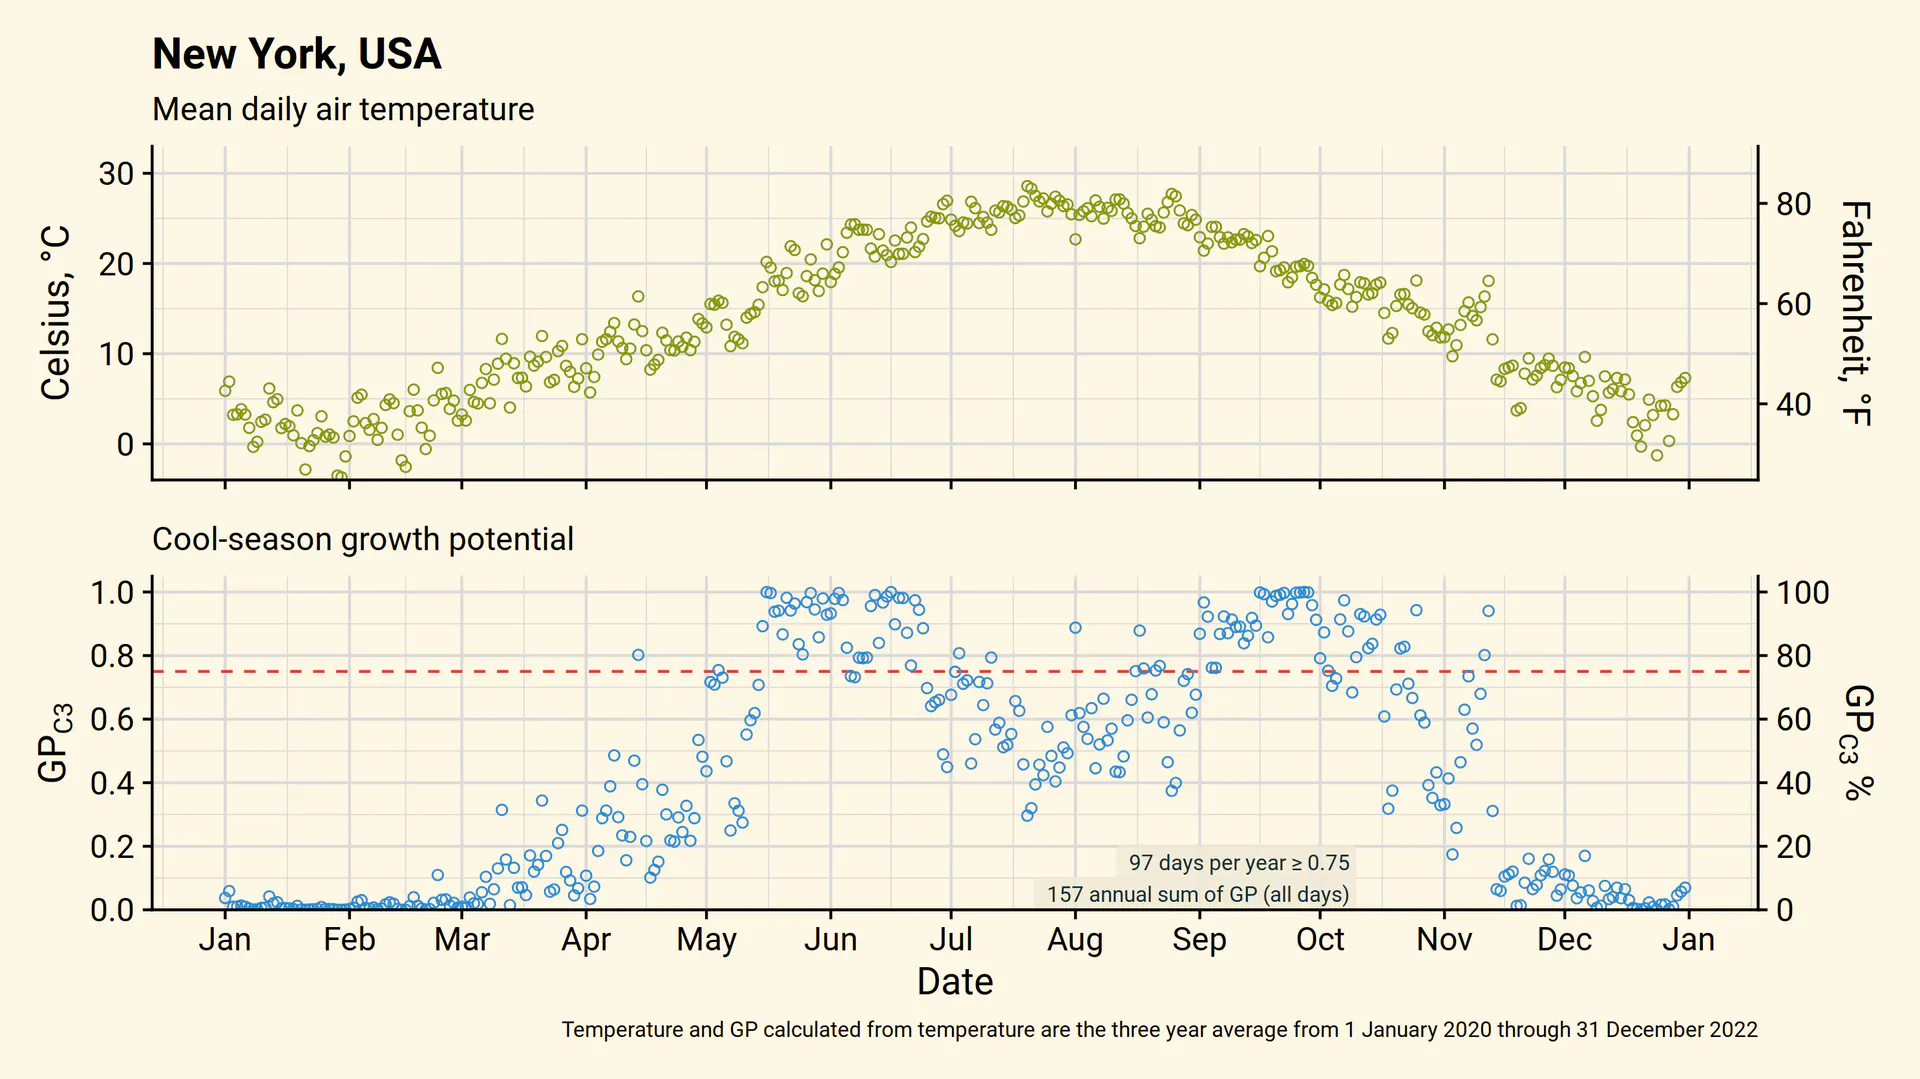 New York, USA
Mean daily air temperature
30
20
10
0
Celsius, °C
80
60
40
Fahrenheit, °F
Cool-season growth potential
1.0
0.8
0.6
0.4
0.2
0.0
GPC3
100
80
60
40
20
0
GPC3 %
97 days per year ≥ 0.75
157 annual sum of GP (all days)
Jan Feb Mar Apr May Jun Jul Aug Sep Oct Nov Dec Jan
Date
Temperature and GP calculated from temperature are the three year average from 1 January 2020 through 31 December 2022